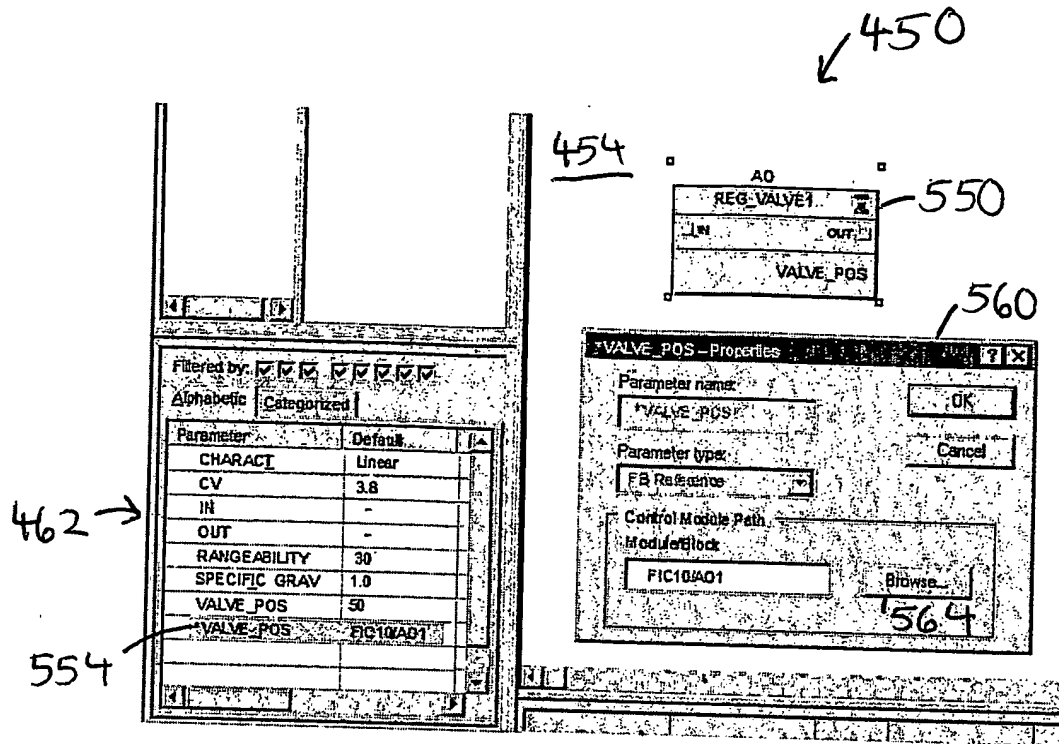 450
454
AO
REG_VALVE1
IN OUT
VALVE_POS
550
560
Filtered by:
Alphabetic Categorized
Parameter Default
CHARACT Linear
CV 3.8
IN -
OUT -
RANGEABILITY 30
SPECIFIC GRAV 1.0
VALVE_POS 50
*VALVE_POS FIC10/AO1
462
554
*VALVE_POS - Properties
? X
Parameter name:
*VALVE_POS
OK
Parameter type:
FB Reference
Cancel
Control Module Path
Module/Block
FIC10/AO1
Browse...
564